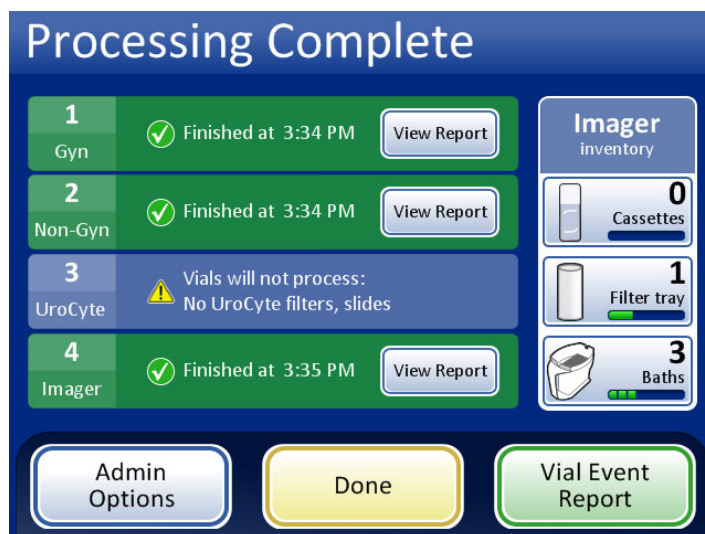 Processing Complete
1
Gyn
Finished at 3:34 PM
View Report
2
Non-Gyn
Finished at 3:34 PM
View Report
3
UroCyte
Vials will not process:
No UroCyte filters, slides
4
Imager
Finished at 3:35 PM
View Report
Imager
inventory
0
Cassettes
1
Filter tray
3
Baths
Admin
Options
Done
Vial Event
Report